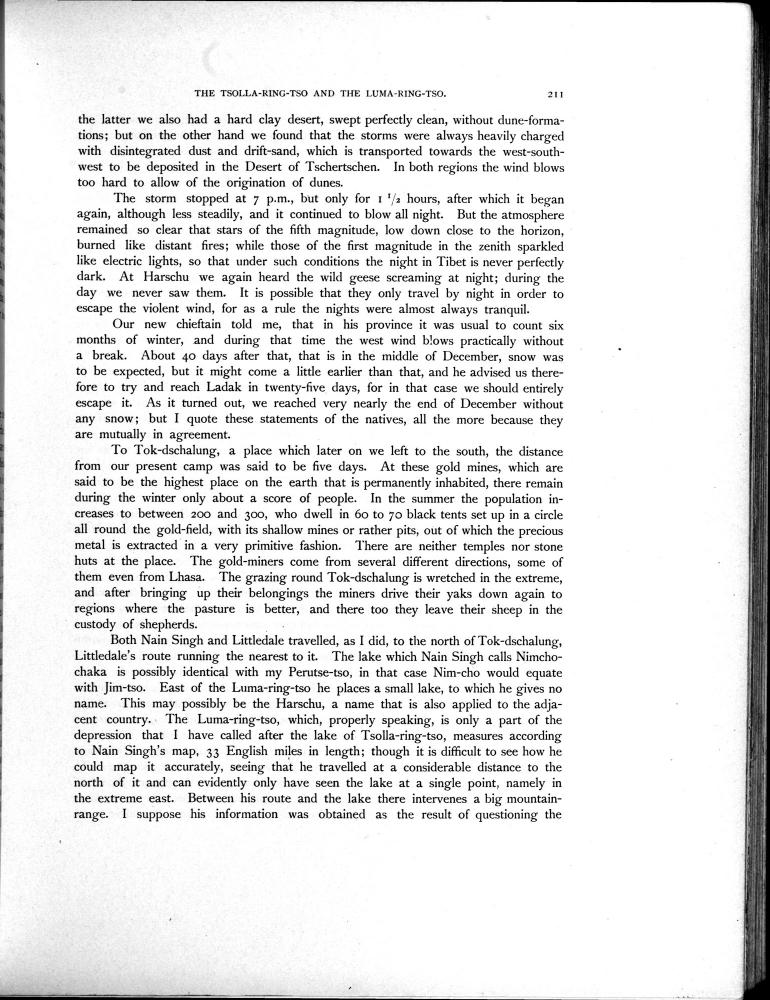 THE TSOLLA-RING-TSO AND THE LUMA-RING-TSO. 211
the latter we also had a hard clay desert, swept perfectly clean, without dune-forma-
tions; but on the other hand we found that the storms were always heavily charged
with disintegrated dust and drift-sand, which is transported towards the west-south-
west to be deposited in the Desert of Tschertschen. In both regions the wind blows
too hard to allow of the origination of dunes.
The storm stopped at 7 p.m., but only for 1 1/2 hours, after which it began
again, although less steadily, and it continued to blow all night. But the atmosphere
remained so clear that stars of the fifth magnitude, low down close to the horizon,
burned like distant fires; while those of the first magnitude in the zenith sparkled
like electric lights, so that under such conditions the night in Tibet is never perfectly
dark. At Harschu we again heard the wild geese screaming at night; during the
day we never saw them. It is possible that they only travel by night in order to
escape the violent wind, for as a rule the nights were almost always tranquil.
Our new chieftain told me, that in his province it was usual to count six
months of winter, and during that time the west wind blows practically without
a break. About 40 days after that, that is in the middle of December, snow was
to be expected, but it might come a little earlier than that, and he advised us there-
fore to try and reach Ladak in twenty-five days, for in that case we should entirely
escape it. As it turned out, we reached very nearly the end of December without
any snow; but I quote these statements of the natives, all the more because they
are mutually in agreement.
To Tok-dschalung, a place which later on we left to the south, the distance
from our present camp was said to be five days. At these gold mines, which are
said to be the highest place on the earth that is permanently inhabited, there remain
during the winter only about a score of people. In the summer the population in-
creases to between 200 and 300, who dwell in 60 to 70 black tents set up in a circle
all round the gold-field, with its shallow mines or rather pits, out of which the precious
metal is extracted in a very primitive fashion. There are neither temples nor stone
huts at the place. The gold-miners come from several different directions, some of
them even from Lhasa. The grazing round Tok-dschalung is wretched in the extreme,
and after bringing up their belongings the miners drive their yaks down again to
regions where the pasture is better, and there too they leave their sheep in the
custody of shepherds.
Both Nain Singh and Littledale travelled, as I did, to the north of Tok-dschalung,
Littledale's route running the nearest to it. The lake which Nain Singh calls Nimcho-
chaka is possibly identical with my Perutse-tso, in that case Nim-cho would equate
with Jim-tso. East of the Luma-ring-tso he places a small lake, to which he gives no
name. This may possibly be the Harschu, a name that is also applied to the adja-
cent country. The Luma-ring-tso, which, properly speaking, is only a part of the
depression that I have called after the lake of Tsolla-ring-tso, measures according
to Nain Singh's map, 33 English miles in length; though it is difficult to see how he
could map it accurately, seeing that he travelled at a considerable distance to the
north of it and can evidently only have seen the lake at a single point, namely in
the extreme east. Between his route and the lake there intervenes a big mountain-
range. I suppose his information was obtained as the result of questioning the